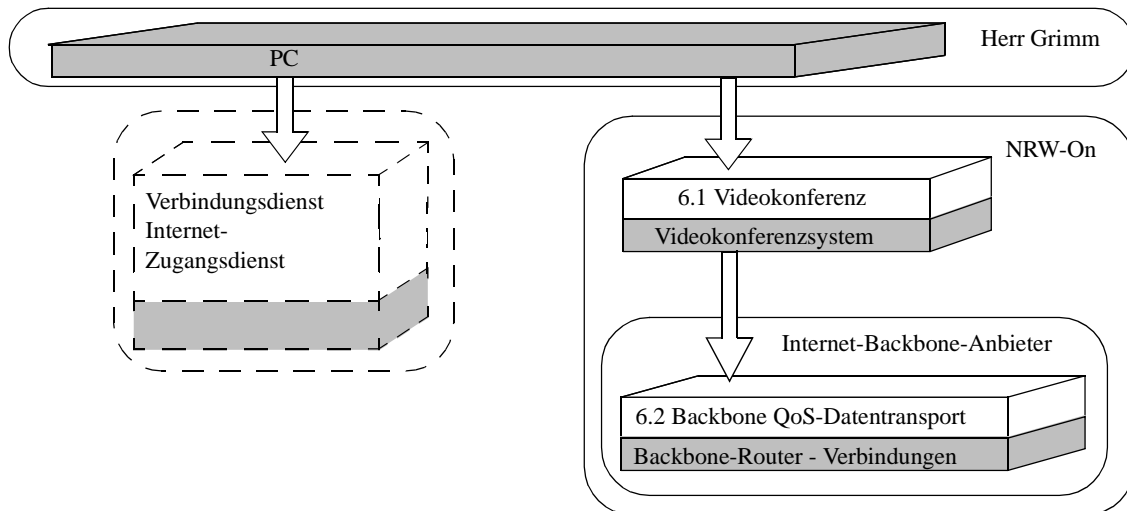 Herr Grimm
PC
NRW-On
Verbindungsdienst
Internet-
Zugangsdienst
6.1 Videokonferenz
Videokonferenzsystem
Internet-Backbone-Anbieter
6.2 Backbone QoS-Datentransport
Backbone-Router - Verbindungen